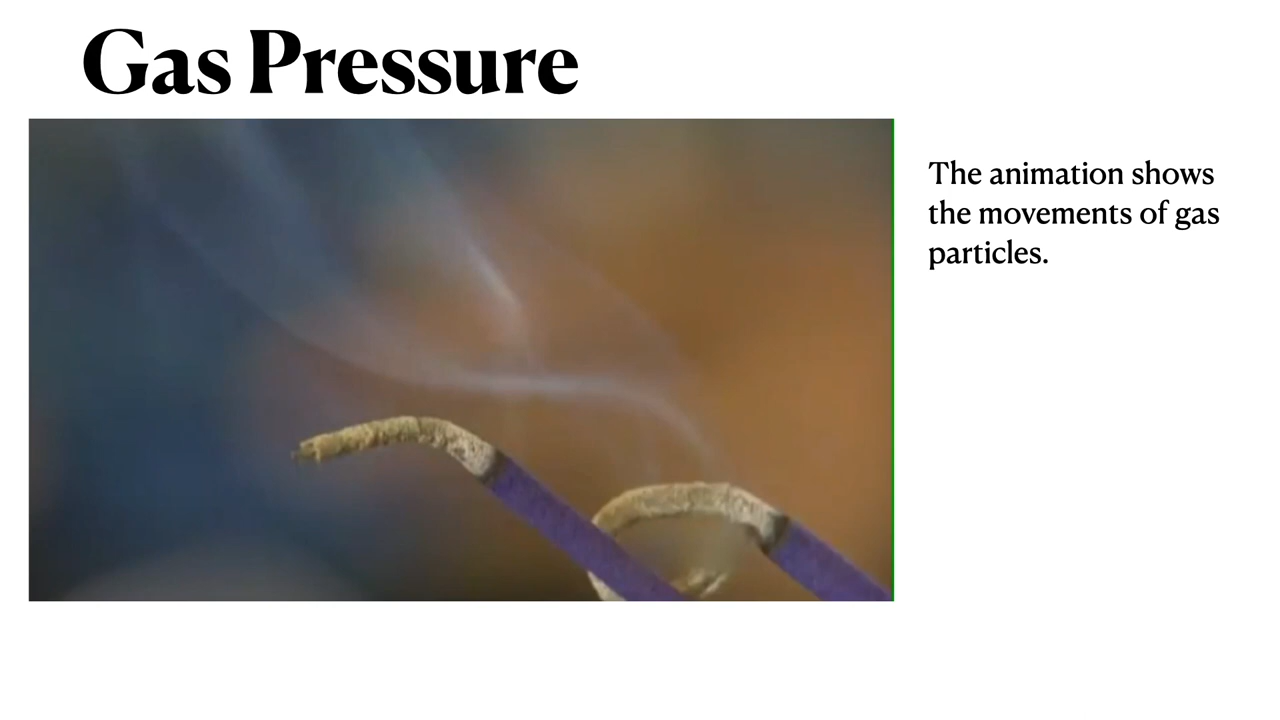 Gas Pressure
The animation shows
the movements of gas
particles.